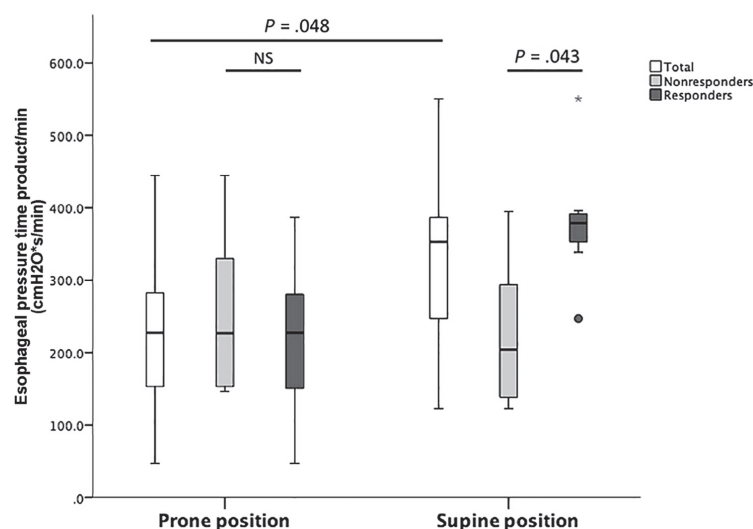 P = .048
NS
P = .043
Total
Nonresponders
Responders
*
Esophageal pressure time product/min
(cmH2O*s/min)
600.0
500.0
400.0
300.0
200.0
100.0
.0
Prone position
Supine position